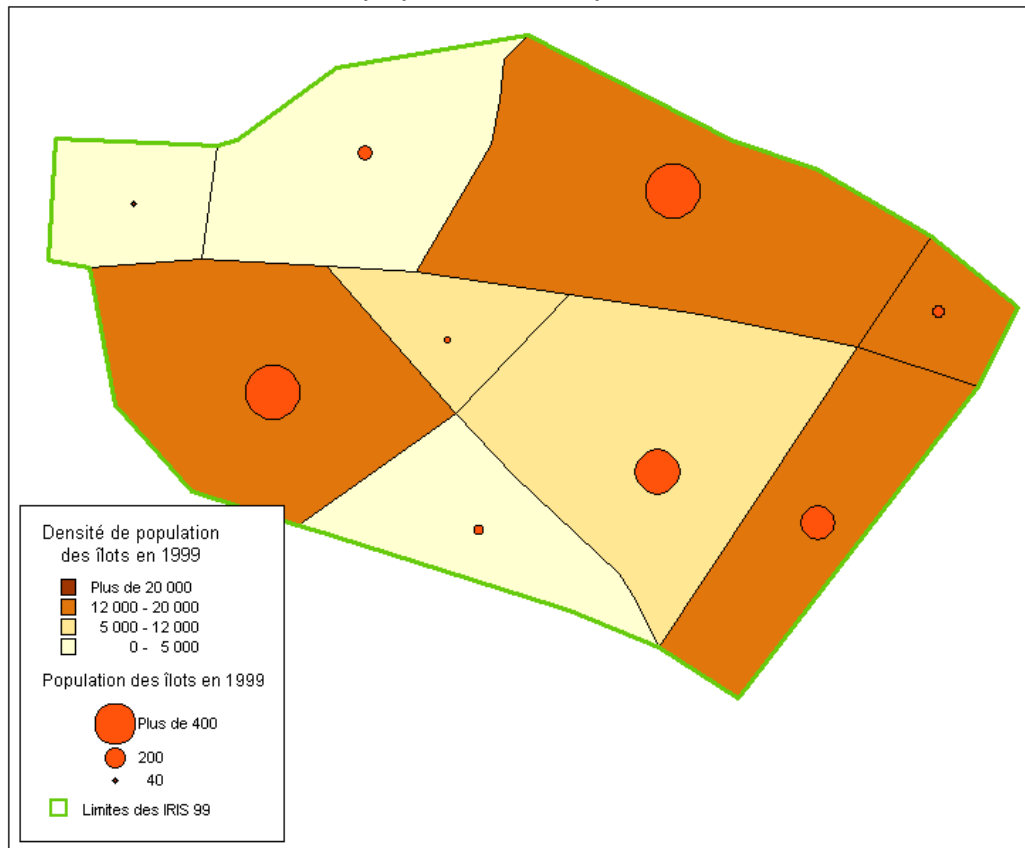 Densité de population
des îlots en 1999
Plus de 20 000
12 000 - 20 000
5 000 - 12 000
0 - 5 000
Population des îlots en 1999
Plus de 400
200
40
Limites des IRIS 99